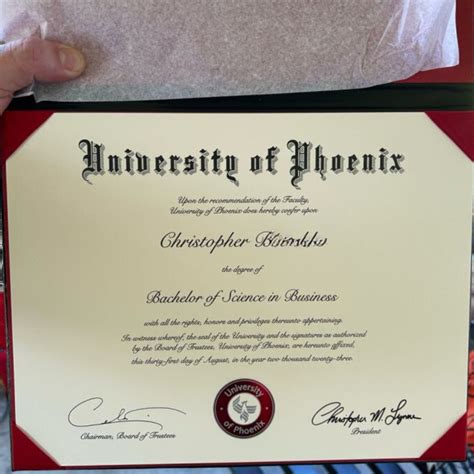 University of Phoenix
Upon the recommendation of the Faculty,
University of Phoenix does hereby confer upon
Christopher
the degree of
Bachelor of Science in Business
with all the rights, honors and privileges thereunto appertaining.
In witness whereof, the seal of the University and the signatures as authorized
by the Board of Trustees, University of Phoenix, are hereunto affixed,
this thirty-first day of August, in the year two thousand twenty-three.
University
of Phoenix
Chairman, Board of Trustees
Christopher M. Lynne
President